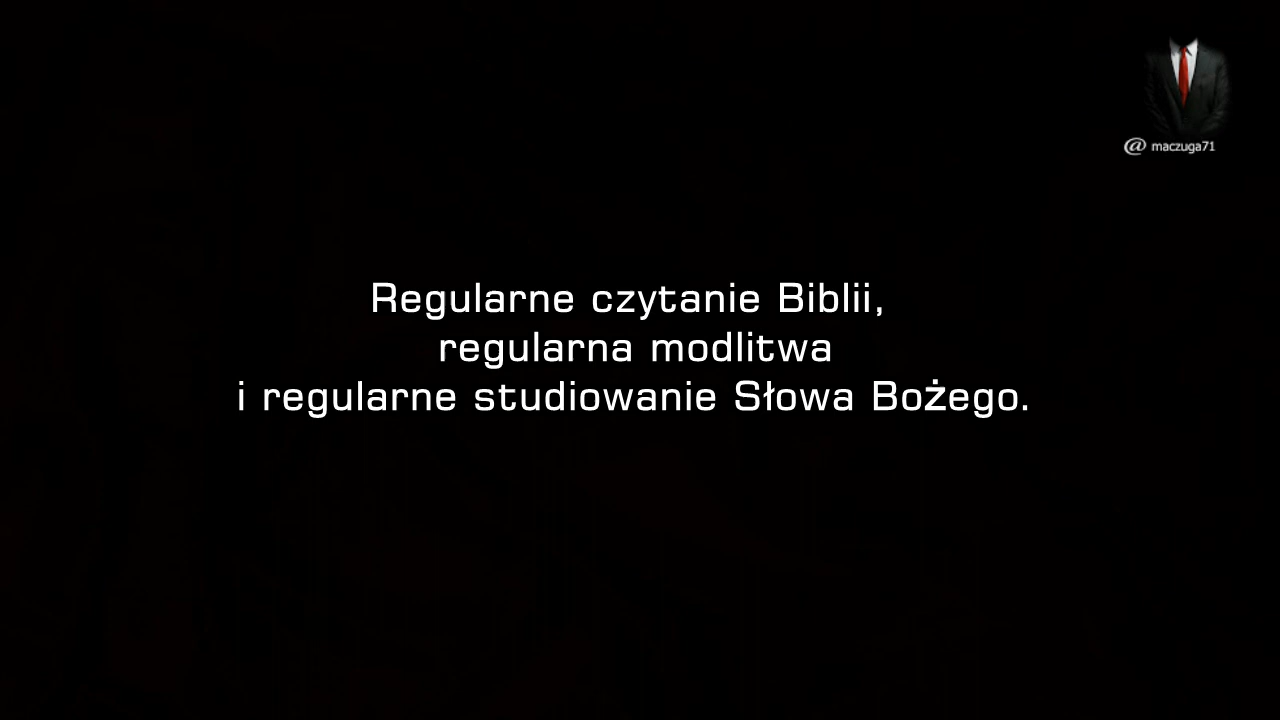 @ maczuga71
Regularne czytanie Biblii,
regularna modlitwa
i regularne studiowanie Słowa Bożego.